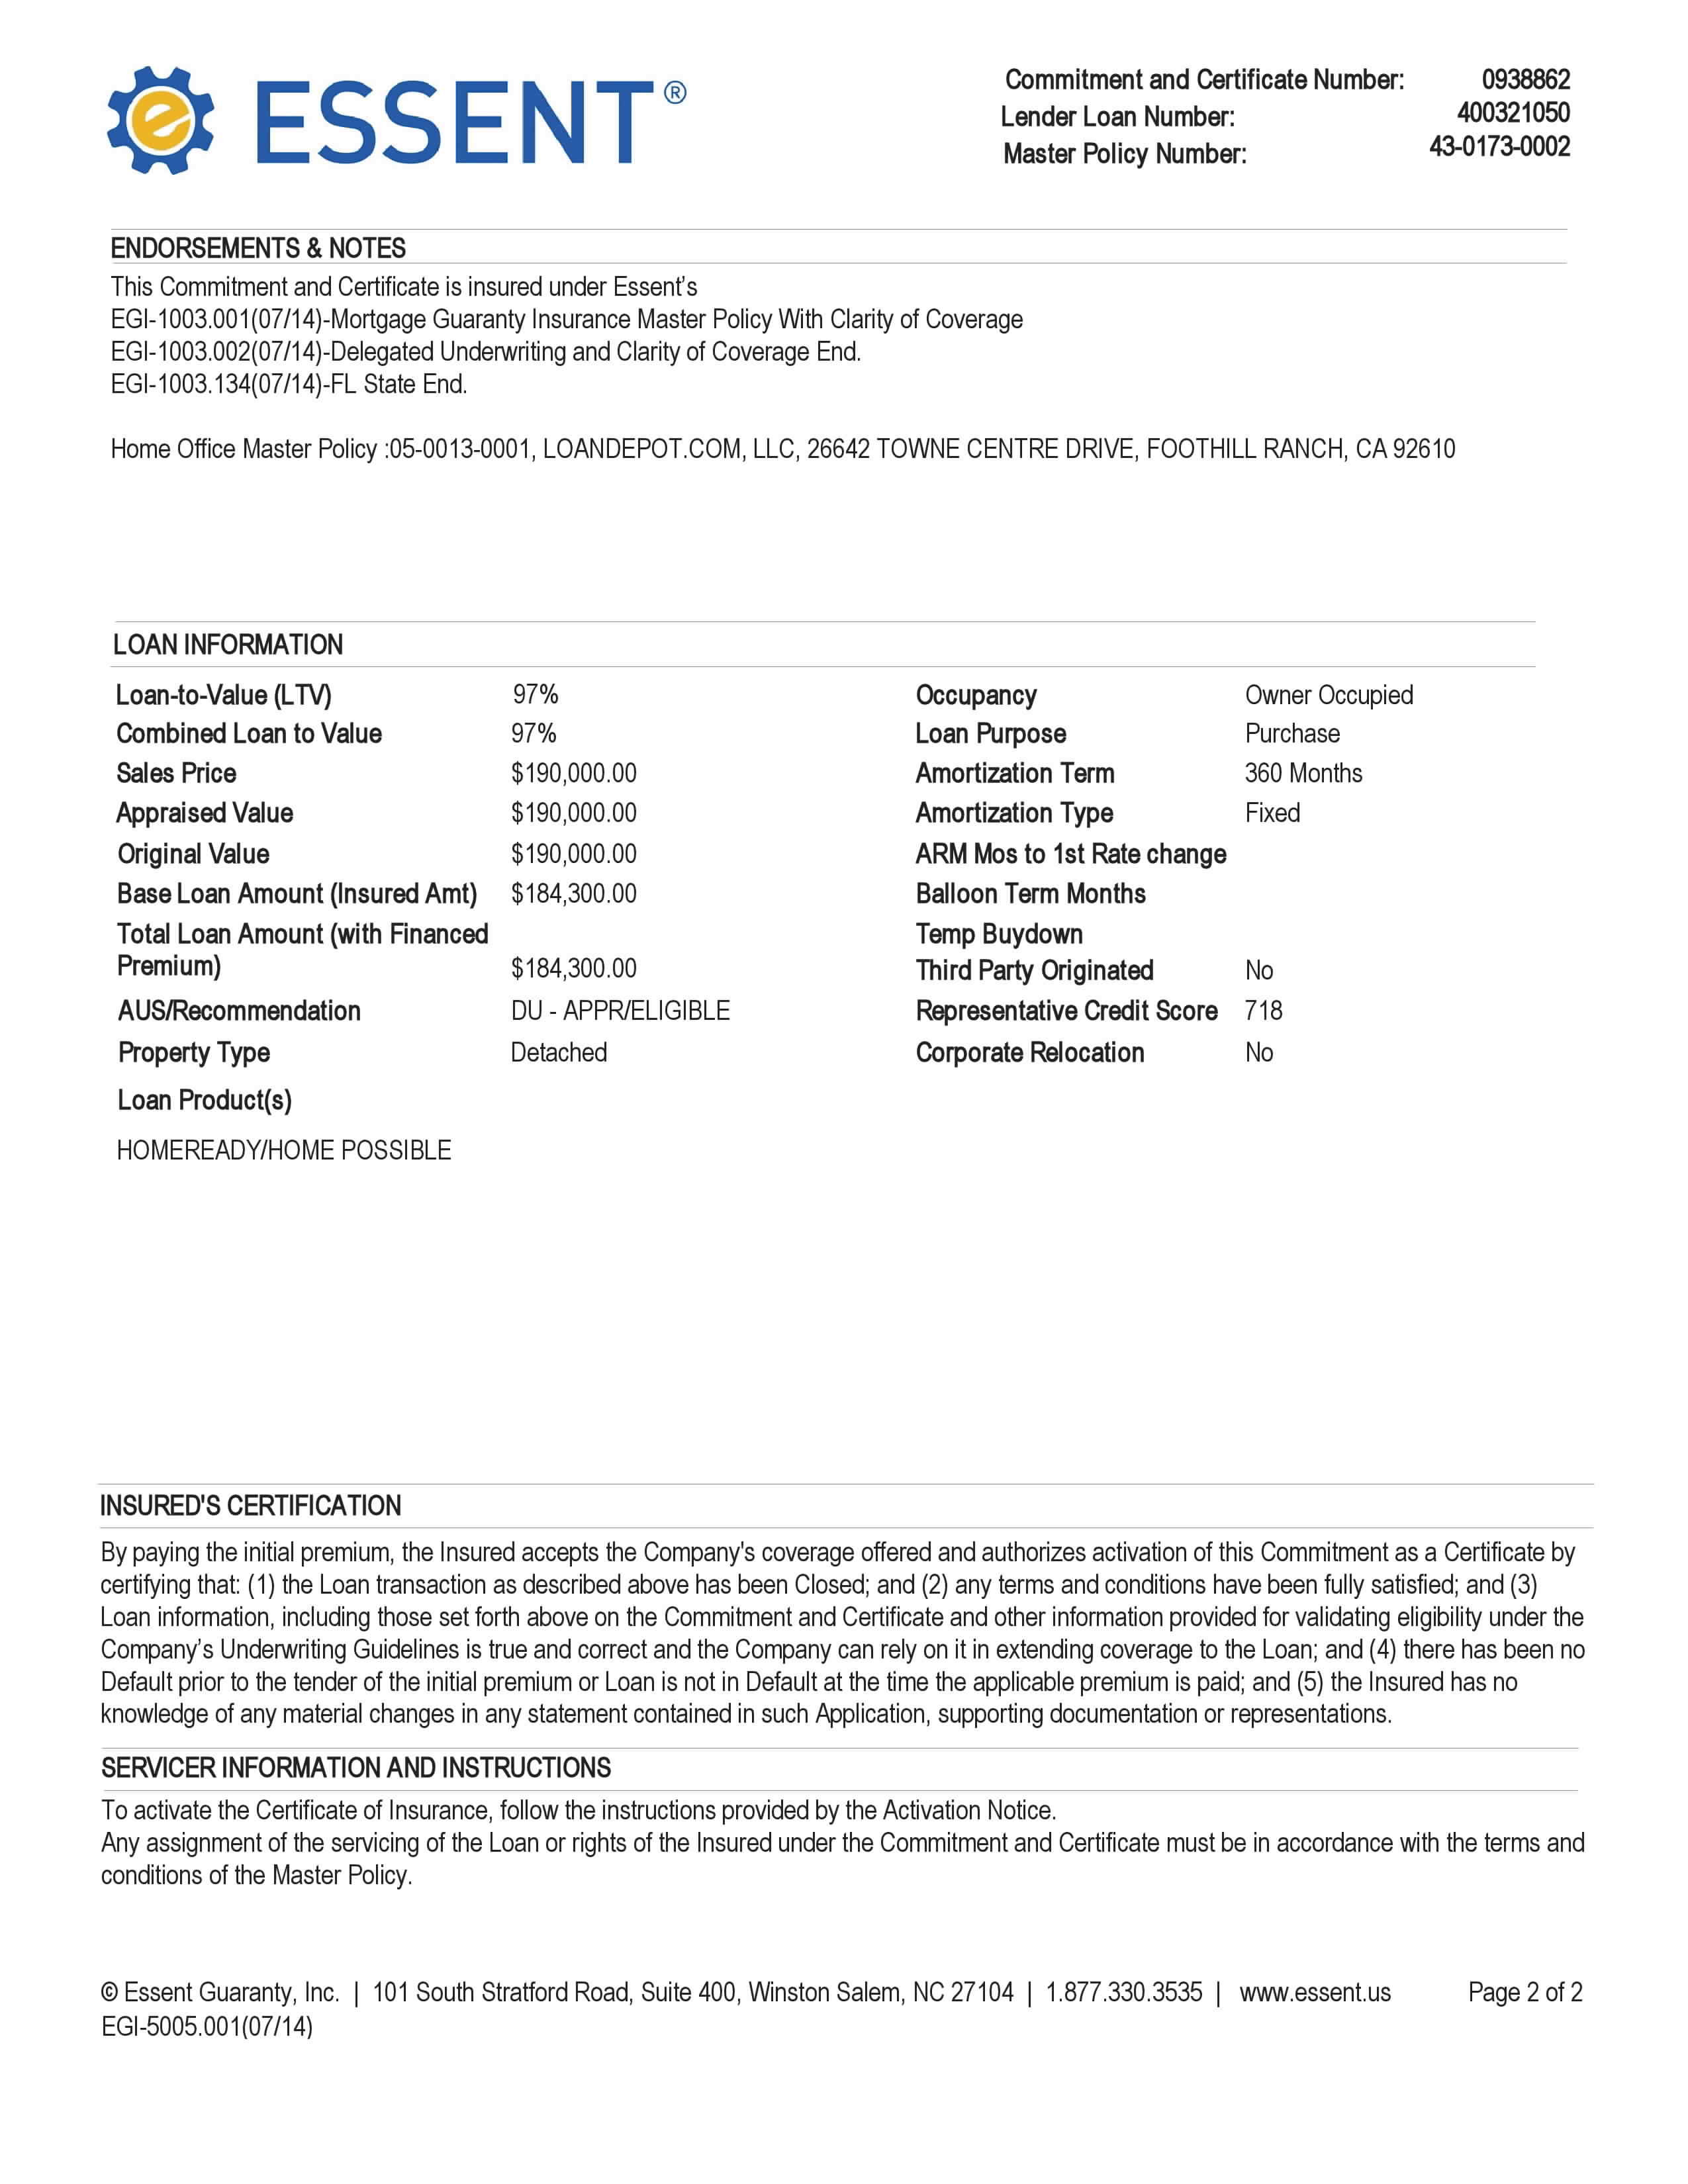 ESSENT®
Commitment and Certificate Number: 0938862
Lender Loan Number: 400321050
Master Policy Number: 43-0173-0002
ENDORSEMENTS & NOTES
This Commitment and Certificate is insured under Essent’s
EGI-1003.001(07/14)-Mortgage Guaranty Insurance Master Policy With Clarity of Coverage
EGI-1003.002(07/14)-Delegated Underwriting and Clarity of Coverage End.
EGI-1003.134(07/14)-FL State End.
Home Office Master Policy :05-0013-0001, LOANDEPOT.COM, LLC, 26642 TOWNE CENTRE DRIVE, FOOTHILL RANCH, CA 92610
LOAN INFORMATION
Loan-to-Value (LTV) 97% Occupancy Owner Occupied
Combined Loan to Value 97% Loan Purpose Purchase
Sales Price $190,000.00 Amortization Term 360 Months
Appraised Value $190,000.00 Amortization Type Fixed
Original Value $190,000.00 ARM Mos to 1st Rate change
Base Loan Amount (Insured Amt) $184,300.00 Balloon Term Months
Total Loan Amount (with Financed Temp Buydown
Premium) $184,300.00 Third Party Originated No
AUS/Recommendation DU - APPR/ELIGIBLE Representative Credit Score 718
Property Type Detached Corporate Relocation No
Loan Product(s)
HOMEREADY/HOME POSSIBLE
INSURED'S CERTIFICATION
By paying the initial premium, the Insured accepts the Company's coverage offered and authorizes activation of this Commitment as a Certificate by
certifying that: (1) the Loan transaction as described above has been Closed; and (2) any terms and conditions have been fully satisfied; and (3)
Loan information, including those set forth above on the Commitment and Certificate and other information provided for validating eligibility under the
Company’s Underwriting Guidelines is true and correct and the Company can rely on it in extending coverage to the Loan; and (4) there has been no
Default prior to the tender of the initial premium or Loan is not in Default at the time the applicable premium is paid; and (5) the Insured has no
knowledge of any material changes in any statement contained in such Application, supporting documentation or representations.
SERVICER INFORMATION AND INSTRUCTIONS
To activate the Certificate of Insurance, follow the instructions provided by the Activation Notice.
Any assignment of the servicing of the Loan or rights of the Insured under the Commitment and Certificate must be in accordance with the terms and
conditions of the Master Policy.
© Essent Guaranty, Inc. | 101 South Stratford Road, Suite 400, Winston Salem, NC 27104 | 1.877.330.3535 | www.essent.us Page 2 of 2
EGI-5005.001(07/14)